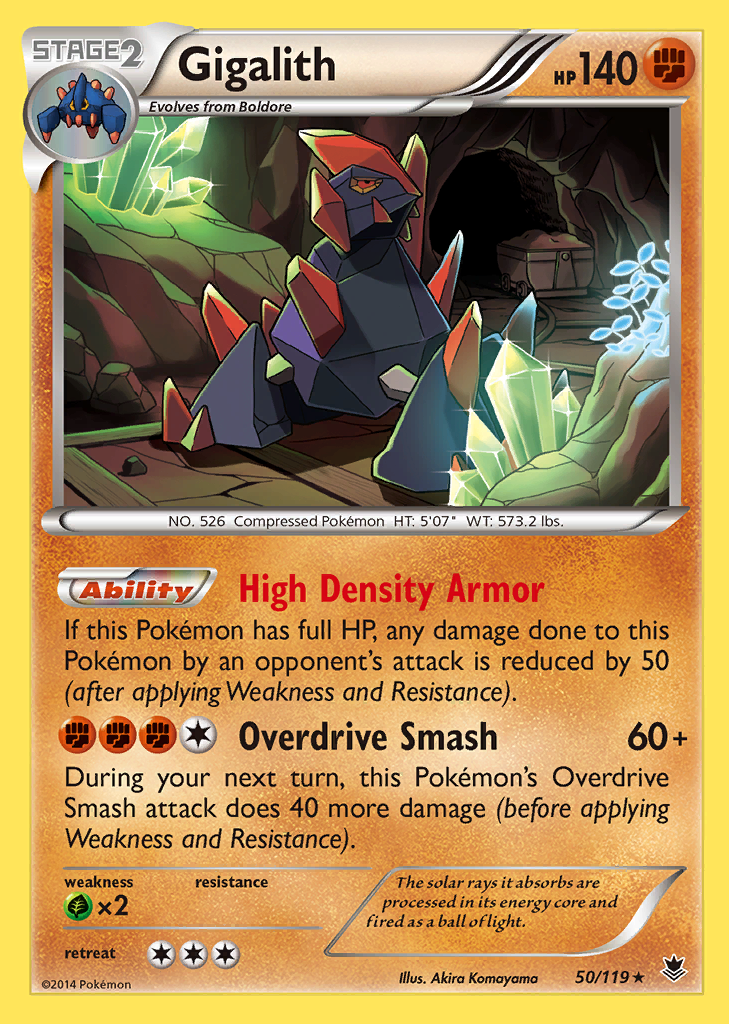 STAGE2
Gigalith
HP140
Evolves from Boldore
NO. 526 Compressed Pokémon HT: 5'07" WT: 573.2 lbs.
Ability High Density Armor
If this Pokémon has full HP, any damage done to this
Pokémon by an opponent's attack is reduced by 50
(after applying Weakness and Resistance).
Overdrive Smash 60+
During your next turn, this Pokémon's Overdrive
Smash attack does 40 more damage (before applying
Weakness and Resistance).
weakness resistance
×2
The solar rays it absorbs are
processed in its energy core and
fired as a ball of light.
retreat
©2014 Pokémon
Illus. Akira Komayama
50/119 ★